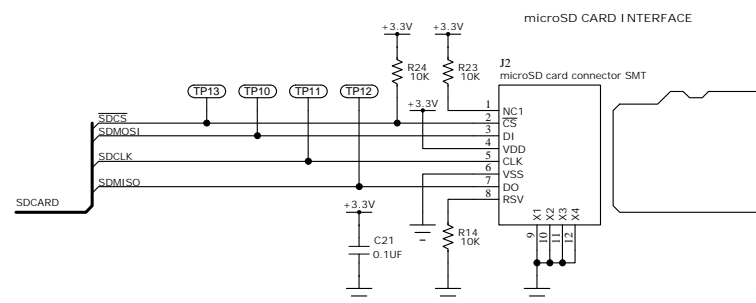 microSD CARD INTERFACE
+3.3V +3.3V
J2
microSD card connector SMT
R24
10K
R23
10K
TP13 TP10 TP11 TP12
+3.3V
1 NC1
SDCS 2 CS
SDMOSI 3 DI
4 VDD
SDCLK 5 CLK
6 VSS
SDMISO 7 DO
8 RSV
SDCARD
+3.3V
C21
0.1UF
R14
10K
X1 X2 X3 X4
9 10 11 12